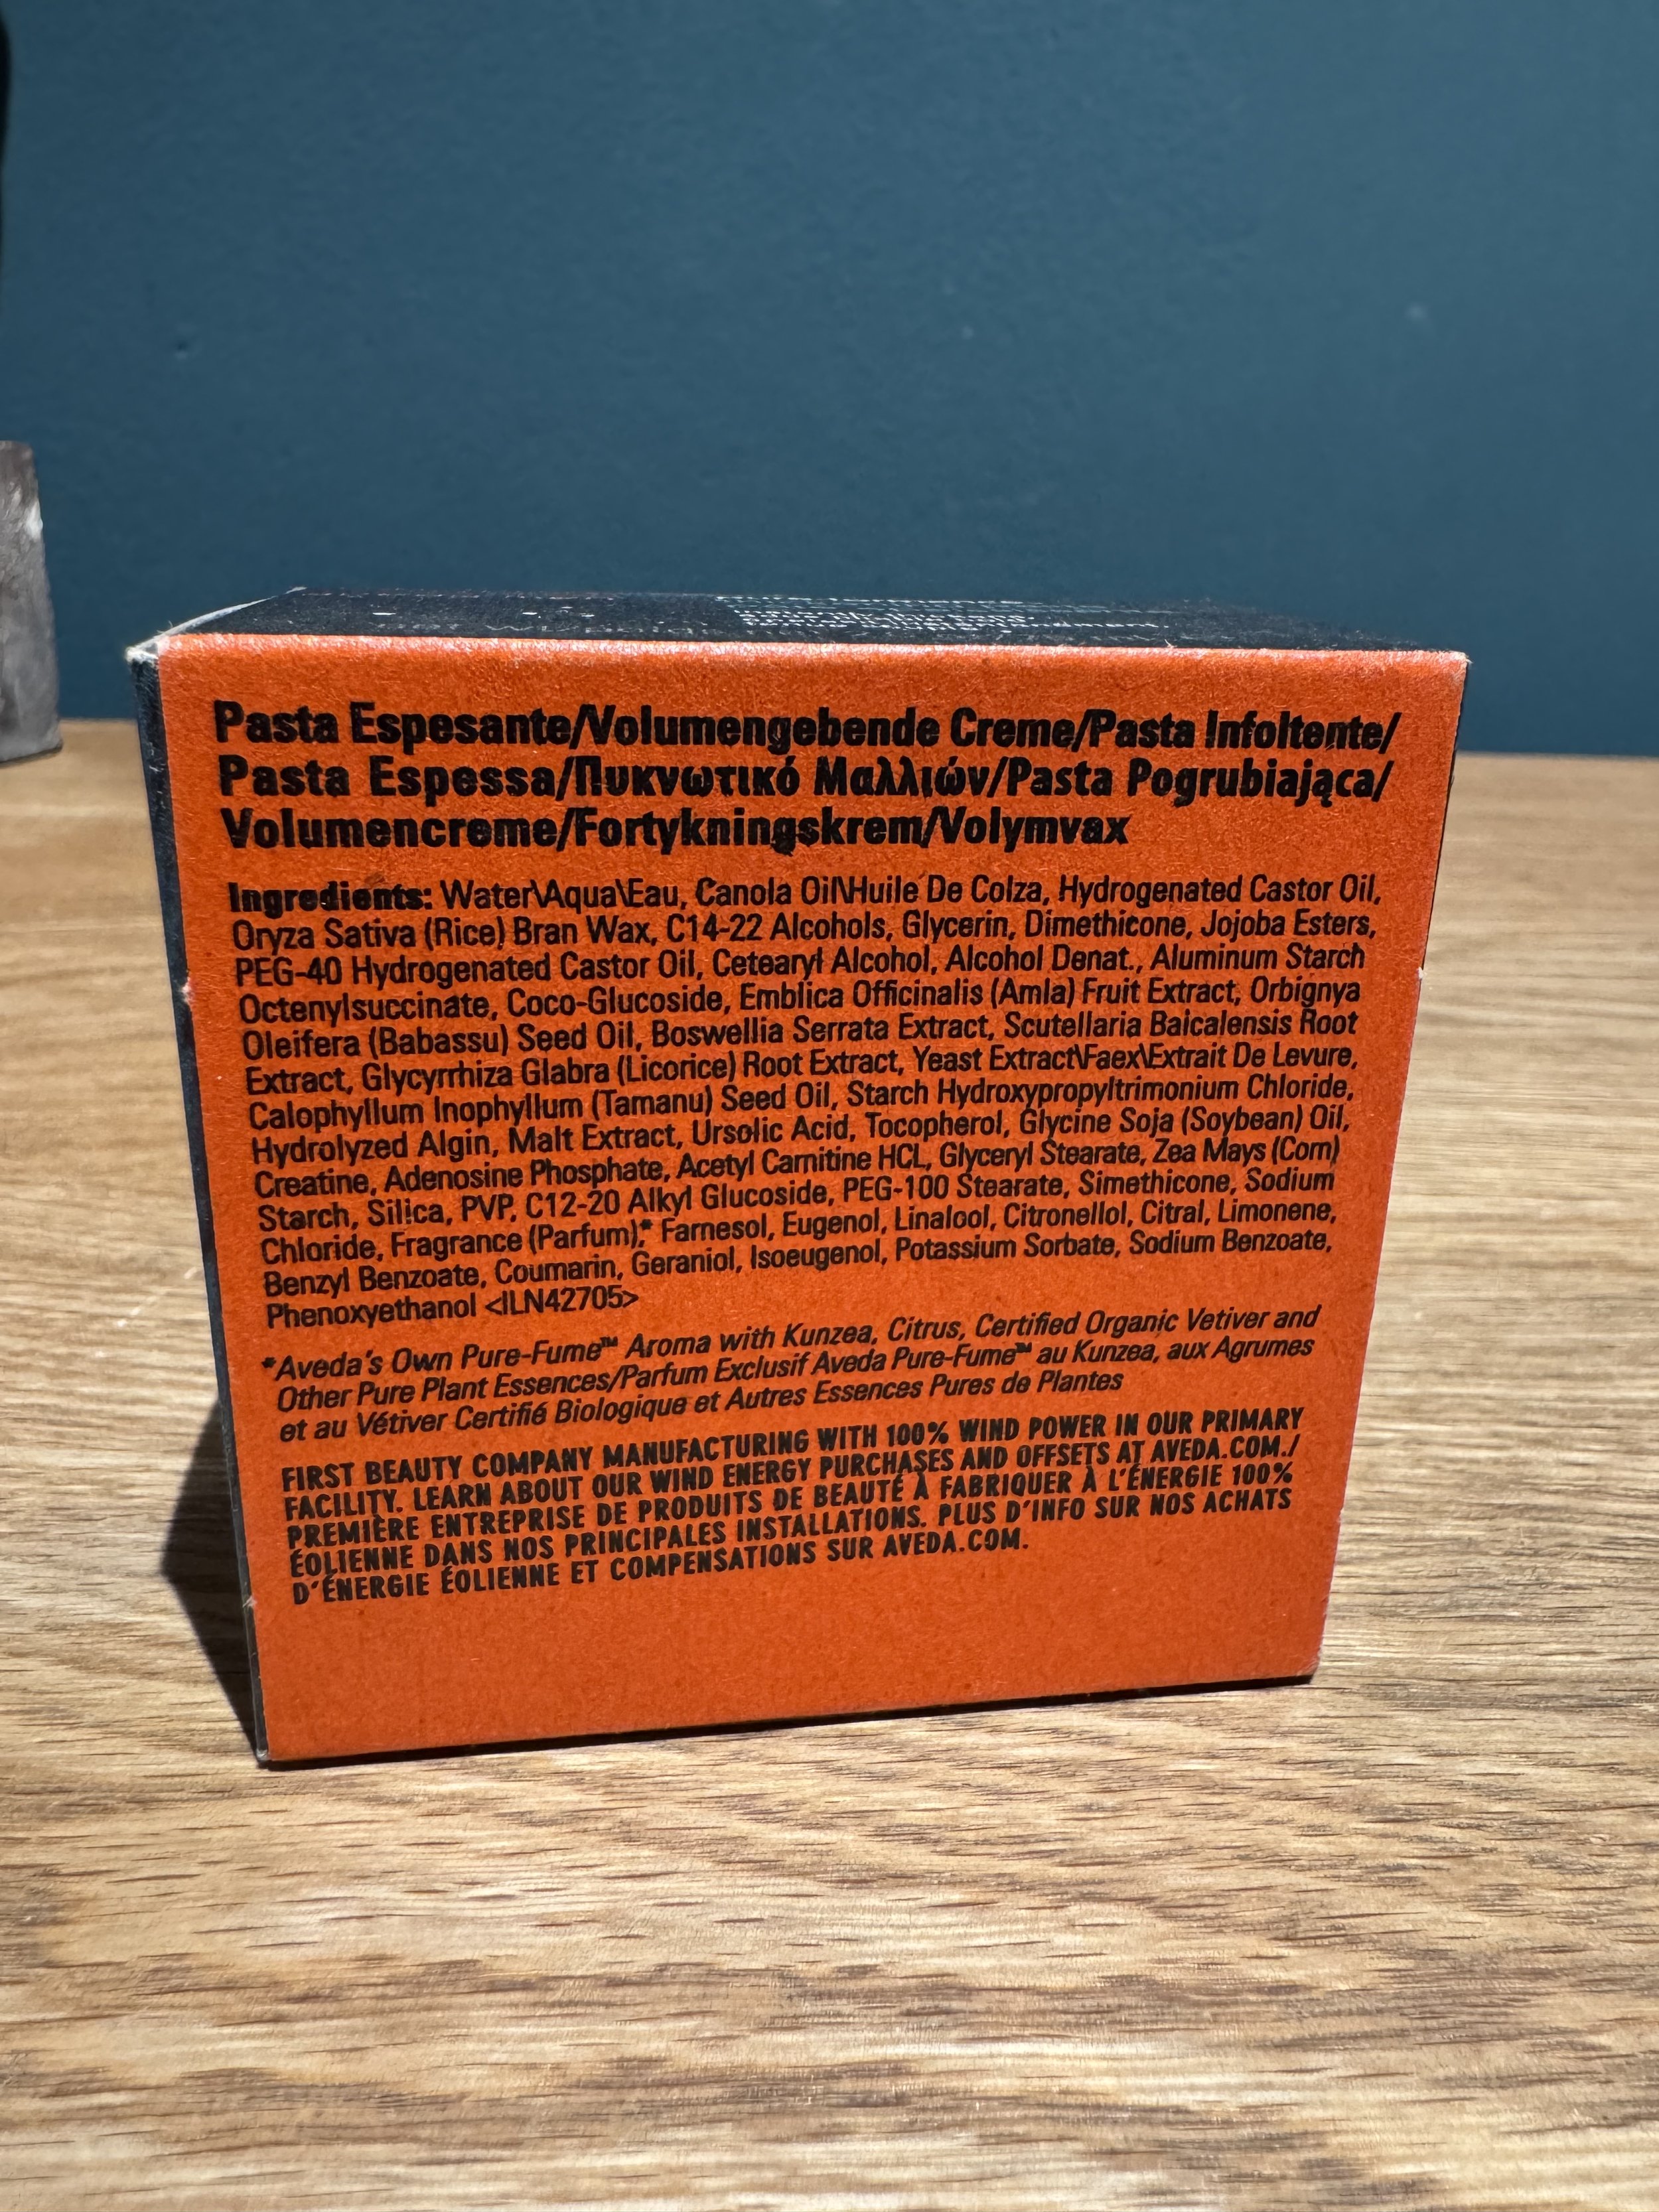 Pasta Espesante/Volumengebende Creme/Pasta Infoltente/
Pasta Espessa/Πυκνωτικό Μαλλιών/Pasta Pogrubiająca/
Volumencreme/Fortykningskrem/Volymvax
Ingredients: Water\Aqua\Eau, Canola Oil\Huile De Colza, Hydrogenated Castor Oil,
Oryza Sativa (Rice) Bran Wax, C14-22 Alcohols, Glycerin, Dimethicone, Jojoba Esters,
PEG-40 Hydrogenated Castor Oil, Cetearyl Alcohol, Alcohol Denat., Aluminum Starch
Octenylsuccinate, Coco-Glucoside, Emblica Officinalis (Amla) Fruit Extract, Orbignya
Oleifera (Babassu) Seed Oil, Boswellia Serrata Extract, Scutellaria Baicalensis Root
Extract, Glycyrrhiza Glabra (Licorice) Root Extract, Yeast Extract\Faex\Extrait De Levure,
Calophyllum Inophyllum (Tamanu) Seed Oil, Starch Hydroxypropyltrimonium Chloride,
Hydrolyzed Algin, Malt Extract, Ursolic Acid, Tocopherol, Glycine Soja (Soybean) Oil,
Creatine, Adenosine Phosphate, Acetyl Carnitine HCL, Glyceryl Stearate, Zea Mays (Corn)
Starch, Silica, PVP, C12-20 Alkyl Glucoside, PEG-100 Stearate, Simethicone, Sodium
Chloride, Fragrance (Parfum),* Farnesol, Eugenol, Linalool, Citronellol, Citral, Limonene,
Benzyl Benzoate, Coumarin, Geraniol, Isoeugenol, Potassium Sorbate, Sodium Benzoate,
Phenoxyethanol <ILN42705>
*Aveda's Own Pure-Fume™ Aroma with Kunzea, Citrus, Certified Organic Vetiver and
Other Pure Plant Essences/Parfum Exclusif Aveda Pure-Fume™ au Kunzea, aux Agrumes
et au Vétiver Certifié Biologique et Autres Essences Pures de Plantes
FIRST BEAUTY COMPANY MANUFACTURING WITH 100% WIND POWER IN OUR PRIMARY
FACILITY. LEARN ABOUT OUR WIND ENERGY PURCHASES AND OFFSETS AT AVEDA.COM./
PREMIÈRE ENTREPRISE DE PRODUITS DE BEAUTÉ À FABRIQUER À L'ÉNERGIE 100%
ÉOLIENNE DANS NOS PRINCIPALES INSTALLATIONS. PLUS D'INFO SUR NOS ACHATS
D'ÉNERGIE ÉOLIENNE ET COMPENSATIONS SUR AVEDA.COM.